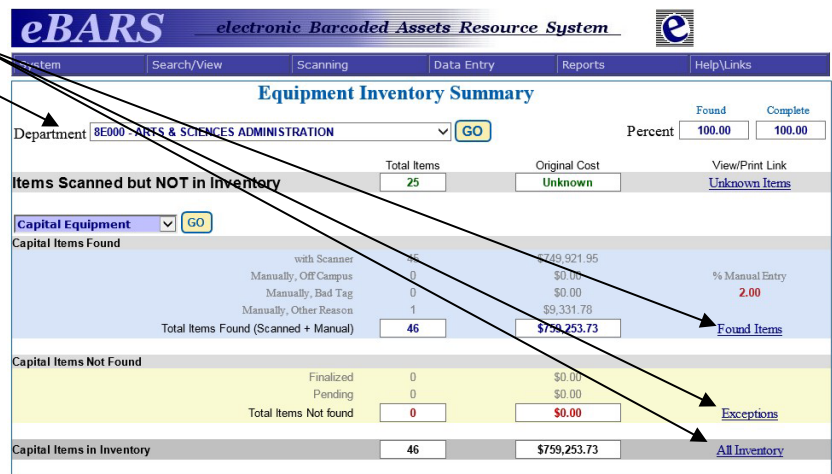 eBARS electronic Barcoded Assets Resource System e
System Search/View Scanning Data Entry Reports Help\Links
Equipment Inventory Summary
Found Complete
Department 8E000 - ARTS & SCIENCES ADMINISTRATION GO Percent 100.00 100.00
Total Items Original Cost View/Print Link
Items Scanned but NOT in Inventory 25 Unknown Unknown Items
Capital Equipment GO
Capital Items Found
with Scanner 45 $749,921.95
Manually, Off Campus 0 $0.00 % Manual Entry
Manually, Bad Tag 0 $0.00 2.00
Manually, Other Reason 1 $9,331.78
Total Items Found (Scanned + Manual) 46 $759,253.73 Found Items
Capital Items Not Found
Finalized 0 $0.00
Pending 0 $0.00
Total Items Not found 0 $0.00 Exceptions
Capital Items in Inventory 46 $759,253.73 All Inventory